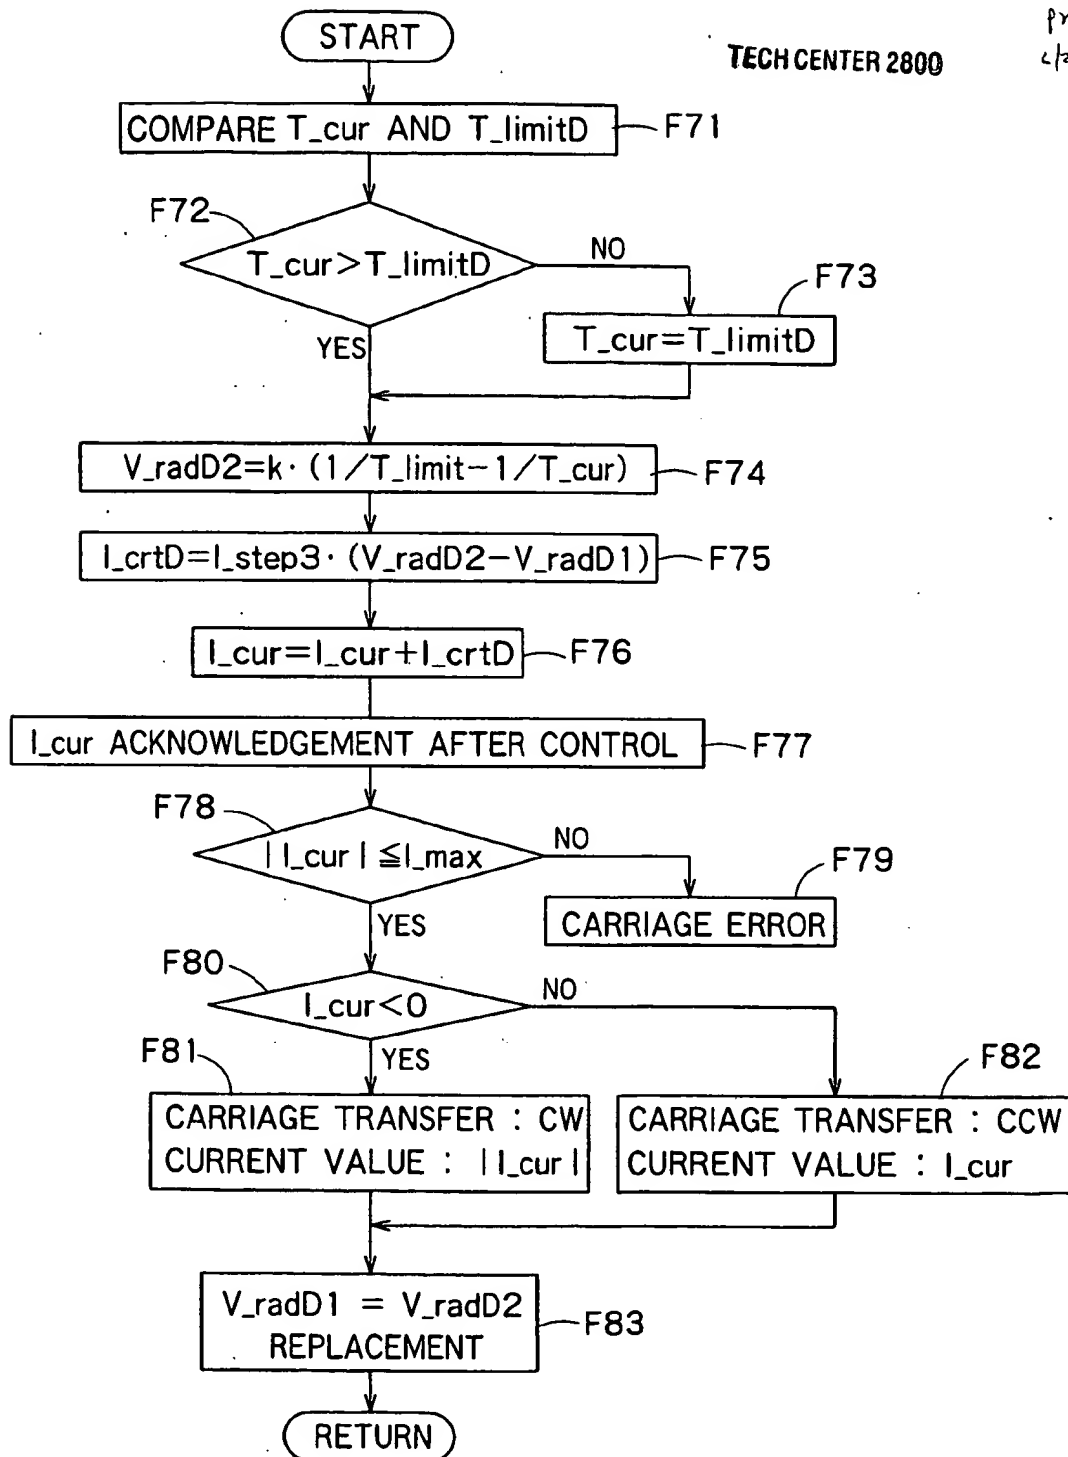 START
TECH CENTER 2800
COMPARE T_cur AND T_limitD
F71
F72
T_cur>T_limitD
NO
F73
YES
T_cur=T_limitD
V_radD2=k· (1/T_limit-1/T_cur)
F74
I_crtD=I_step3· (V_radD2-V_radD1)
F75
I_cur=I_cur+I_crtD
F76
I_cur ACKNOWLEDGEMENT AFTER CONTROL
F77
F78
| I_cur | ≦I_max
NO
F79
YES
CARRIAGE ERROR
F80
I_cur<0
NO
F81
YES
F82
CARRIAGE TRANSFER : CW
CURRENT VALUE : | I_cur |
CARRIAGE TRANSFER : CCW
CURRENT VALUE : I_cur
V_radD1 = V_radD2
REPLACEMENT
F83
RETURN